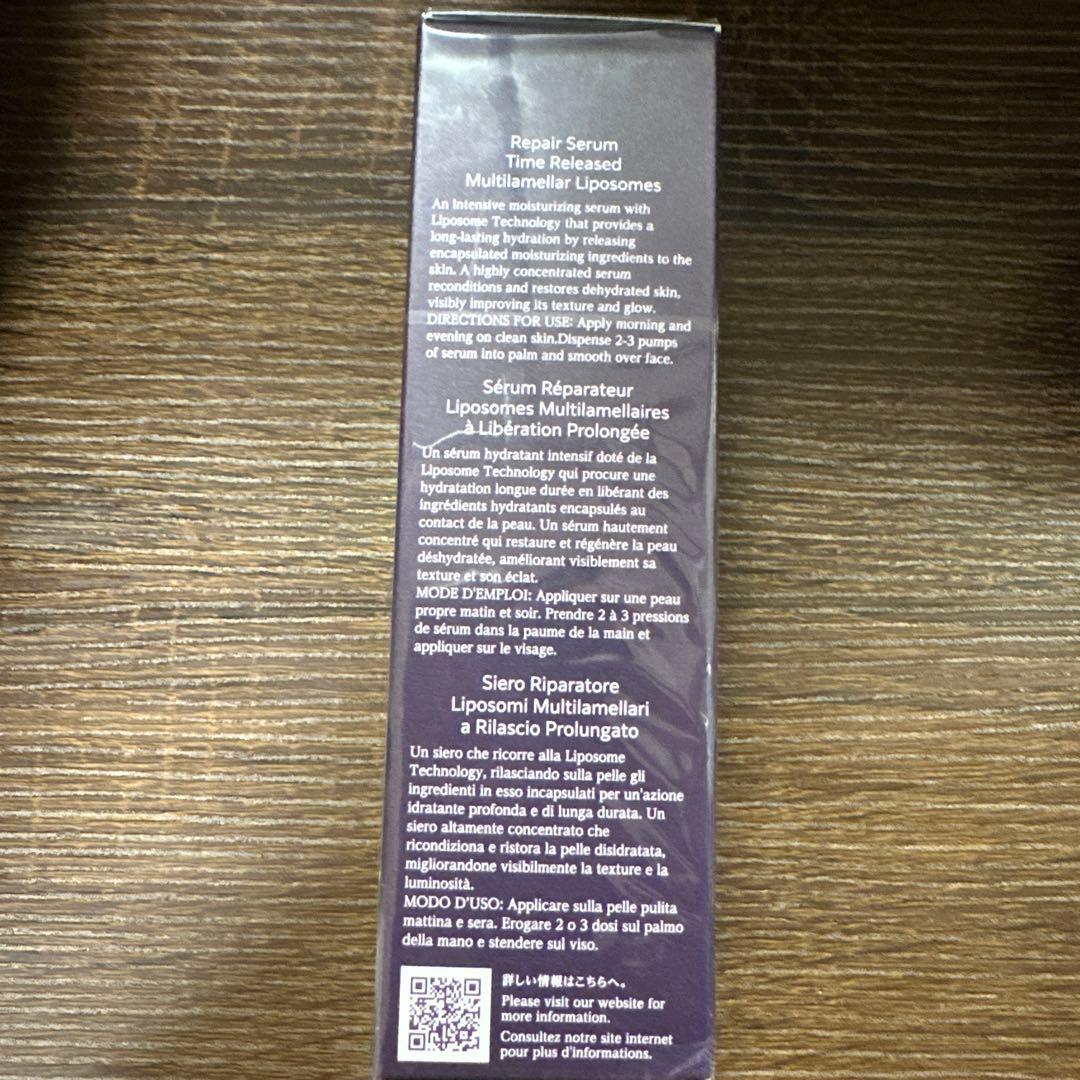 Repair Serum
Time Released
Multilamellar Liposomes
An intensive moisturizing serum with
Liposome Technology that provides a
long-lasting hydration by releasing
encapsulated moisturizing ingredients to the
skin. A highly concentrated serum
reconditions and restores dehydrated skin,
visibly improving its texture and glow.
DIRECTIONS FOR USE: Apply morning and
evening on clean skin.Dispense 2-3 pumps
of serum into palm and smooth over face.
Sérum Réparateur
Liposomes Multilamellaires
à Libération Prolongée
Un sérum hydratant intensif doté de la
Liposome Technology qui procure une
hydratation longue durée en libérant des
ingrédients hydratants encapsulés au
contact de la peau. Un sérum hautement
concentré qui restaure et régénère la peau
déshydratée, améliorant visiblement sa
texture et son éclat.
MODE D'EMPLOI: Appliquer sur une peau
propre matin et soir. Prendre 2 à 3 pressions
de sérum dans la paume de la main et
appliquer sur le visage.
Siero Riparatore
Liposomi Multilamellari
a Rilascio Prolungato
Un siero che ricorre alla Liposome
Technology, rilasciando sulla pelle gli
ingredienti in esso incapsulati per un'azione
idratante profonda e di lunga durata. Un
siero altamente concentrato che
ricondiziona e ristora la pelle disidratata,
migliorandone visibilmente la texture e la
luminosità.
MODO D'USO: Applicare sulla pelle pulita
mattina e sera. Erogare 2 o 3 dosi sul palmo
della mano e stendere sul viso.
詳しい情報はこちらへ。
Please visit our website for
more information.
Consultez notre site internet
pour plus d'informations.